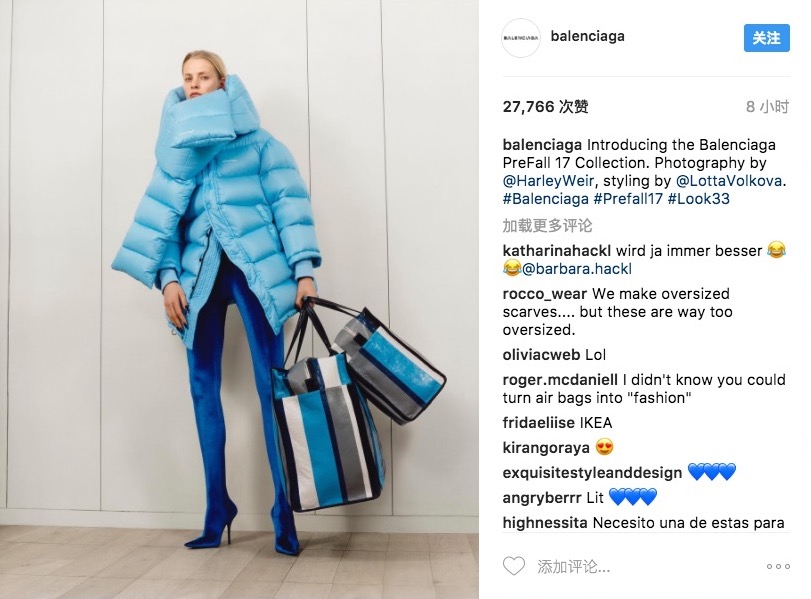 BALENCIAGA
balenciaga
关注
27,766 次赞
8 小时
balenciaga Introducing the Balenciaga
PreFall 17 Collection. Photography by
@HarleyWeir, styling by @LottaVolkova.
#Balenciaga #Prefall17 #Look33
加载更多评论
katharinahackl wird ja immer besser 😂
😂@barbara.hackl
rocco_wear We make oversized
scarves.... but these are way too
oversized.
oliviacweb Lol
roger.mcdaniell I didn't know you could
turn air bags into "fashion"
fridaeliise IKEA
kirangoraya 😍
exquisitestyleanddesign 💙💙💙
angryberrr Lit 💙💙💙
highnessita Necesito una de estas para
添加评论...